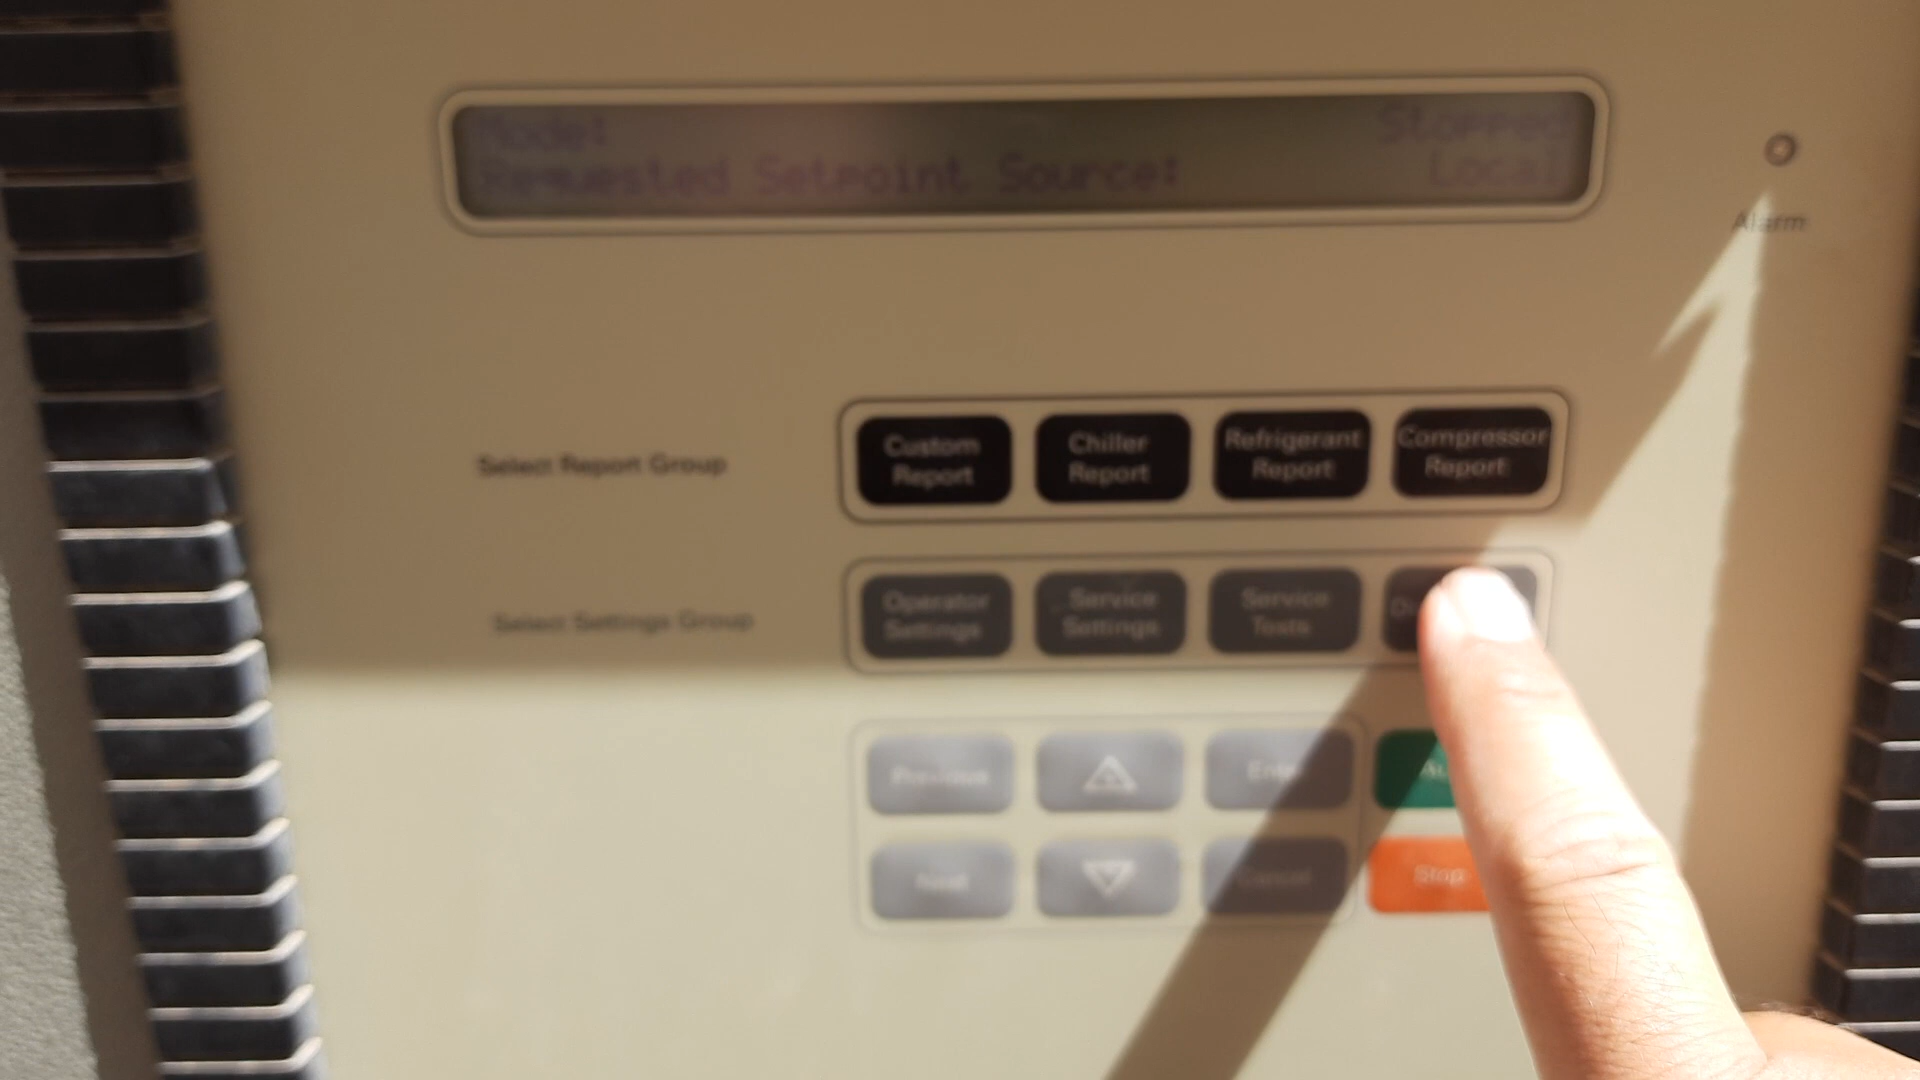 Mode: Stopped
Requested Setpoint Source: Local
Alarm
Select Report Group
Custom
Report
Chiller
Report
Refrigerant
Report
Compressor
Report
Select Settings Group
Operator
Settings
Service
Settings
Service
Tests
Previous
Enter
Next
Cancel
Stop